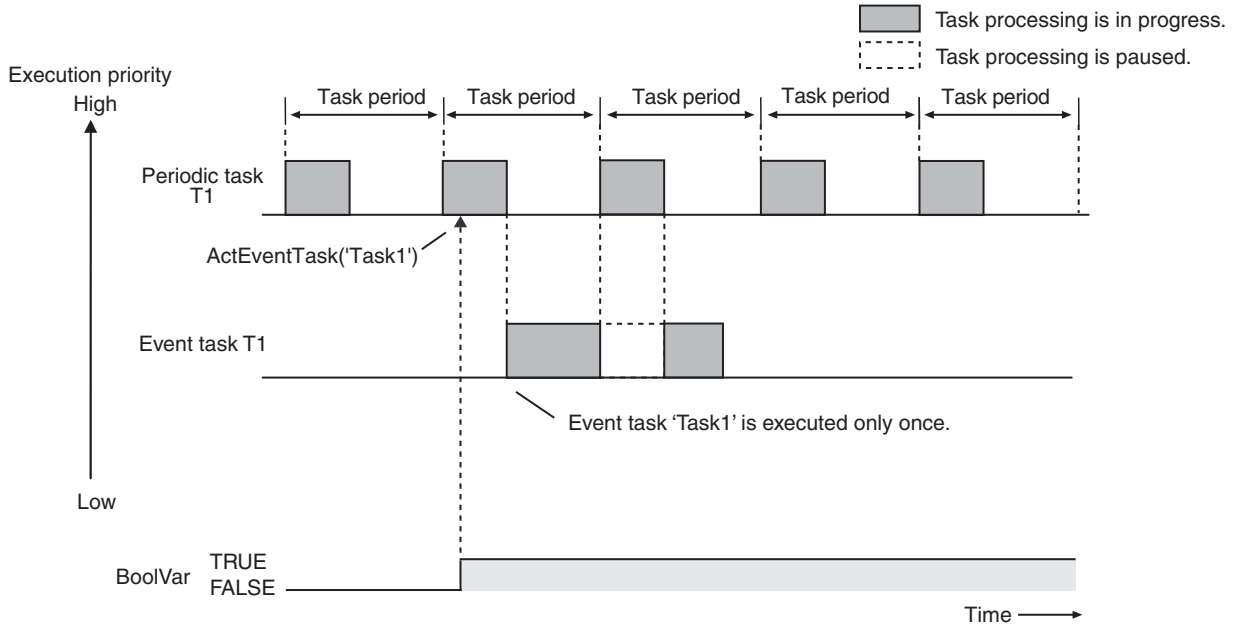 Task processing is in progress.
Task processing is paused.
Execution priority
High
Task period
Task period
Task period
Task period
Task period
Periodic task
T1
ActEventTask('Task1')
Event task T1
Event task ‘Task1’ is executed only once.
Low
BoolVar
TRUE
FALSE
Time